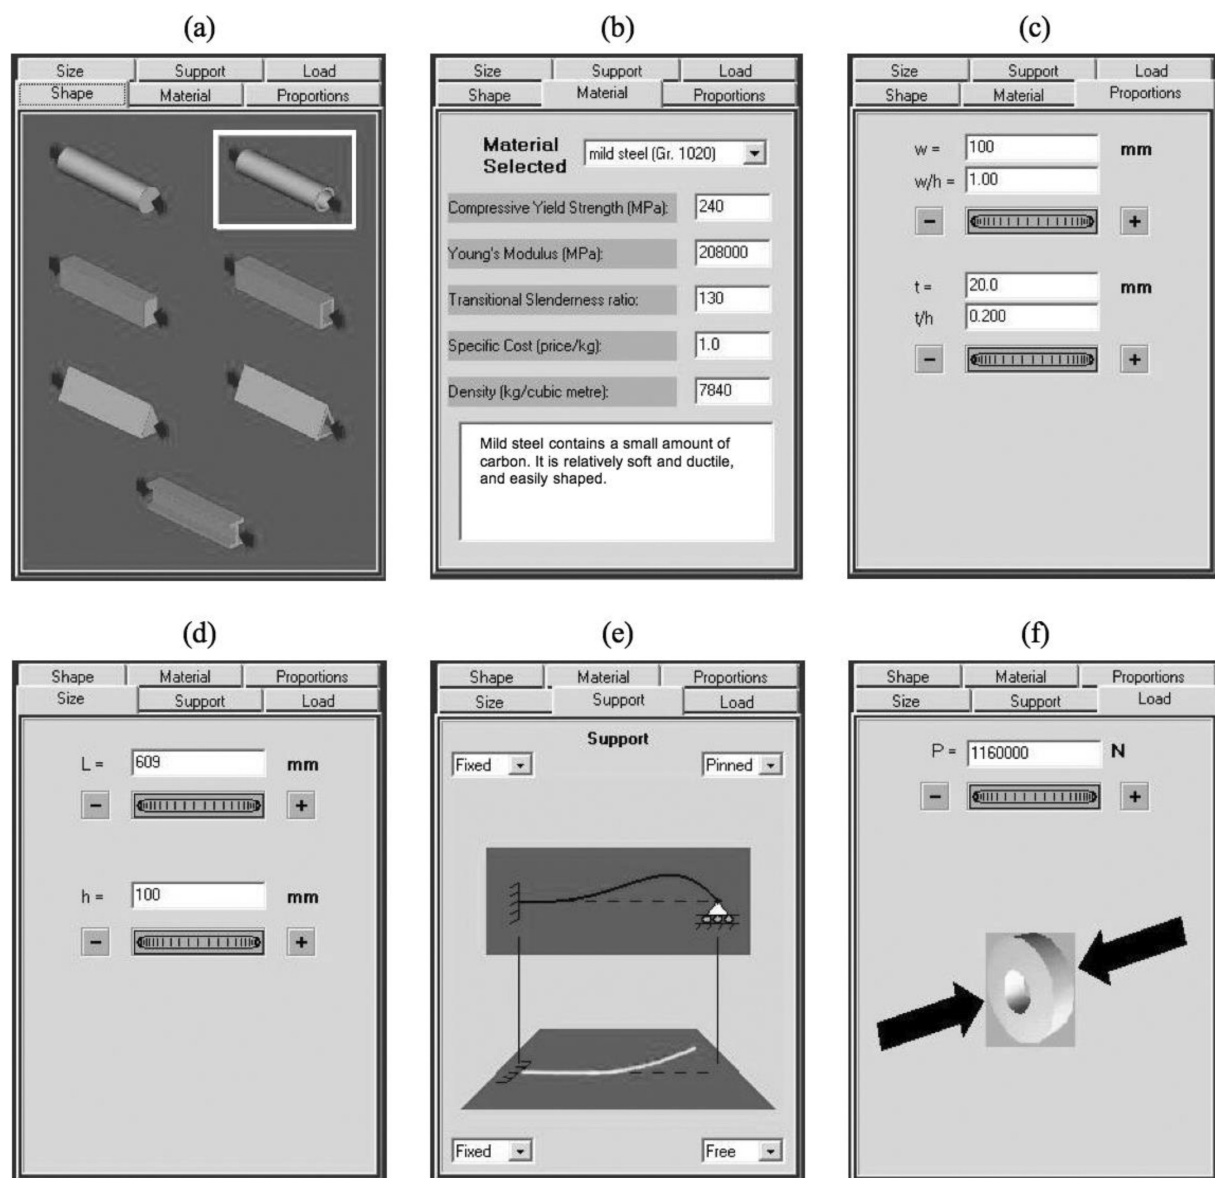 (a)
Size Support Load
Shape Material Proportions
(b)
Size Support Load
Shape Material Proportions
Material
Selected
mild steel (Gr. 1020)
Compressive Yield Strength (MPa): 240
Young's Modulus (MPa): 208000
Transitional Slenderness ratio: 130
Specific Cost (price/kg): 1.0
Density (kg/cubic metre): 7840
Mild steel contains a small amount of
carbon. It is relatively soft and ductile,
and easily shaped.
(c)
Size Support Load
Shape Material Proportions
w = 100 mm
w/h = 1.00
− +
t = 20.0 mm
t/h 0.200
− +
(d)
Shape Material Proportions
Size Support Load
L = 609 mm
− +
h = 100 mm
− +
(e)
Shape Material Proportions
Size Support Load
Support
Fixed Pinned
Fixed Free
(f)
Shape Material Proportions
Size Support Load
P = 1160000 N
− +